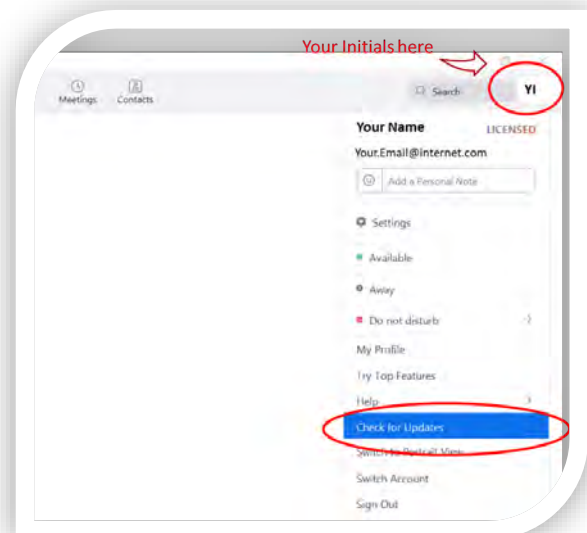 Your Initials here
Meetings Contacts
Search YI
Your Name LICENSED
Your.Email@internet.com
Add a Personal Note
Settings
Available
Away
Do not disturb
My Profile
Try Top Features
Help
Check for Updates
Switch to Portrait View
Switch Account
Sign Out